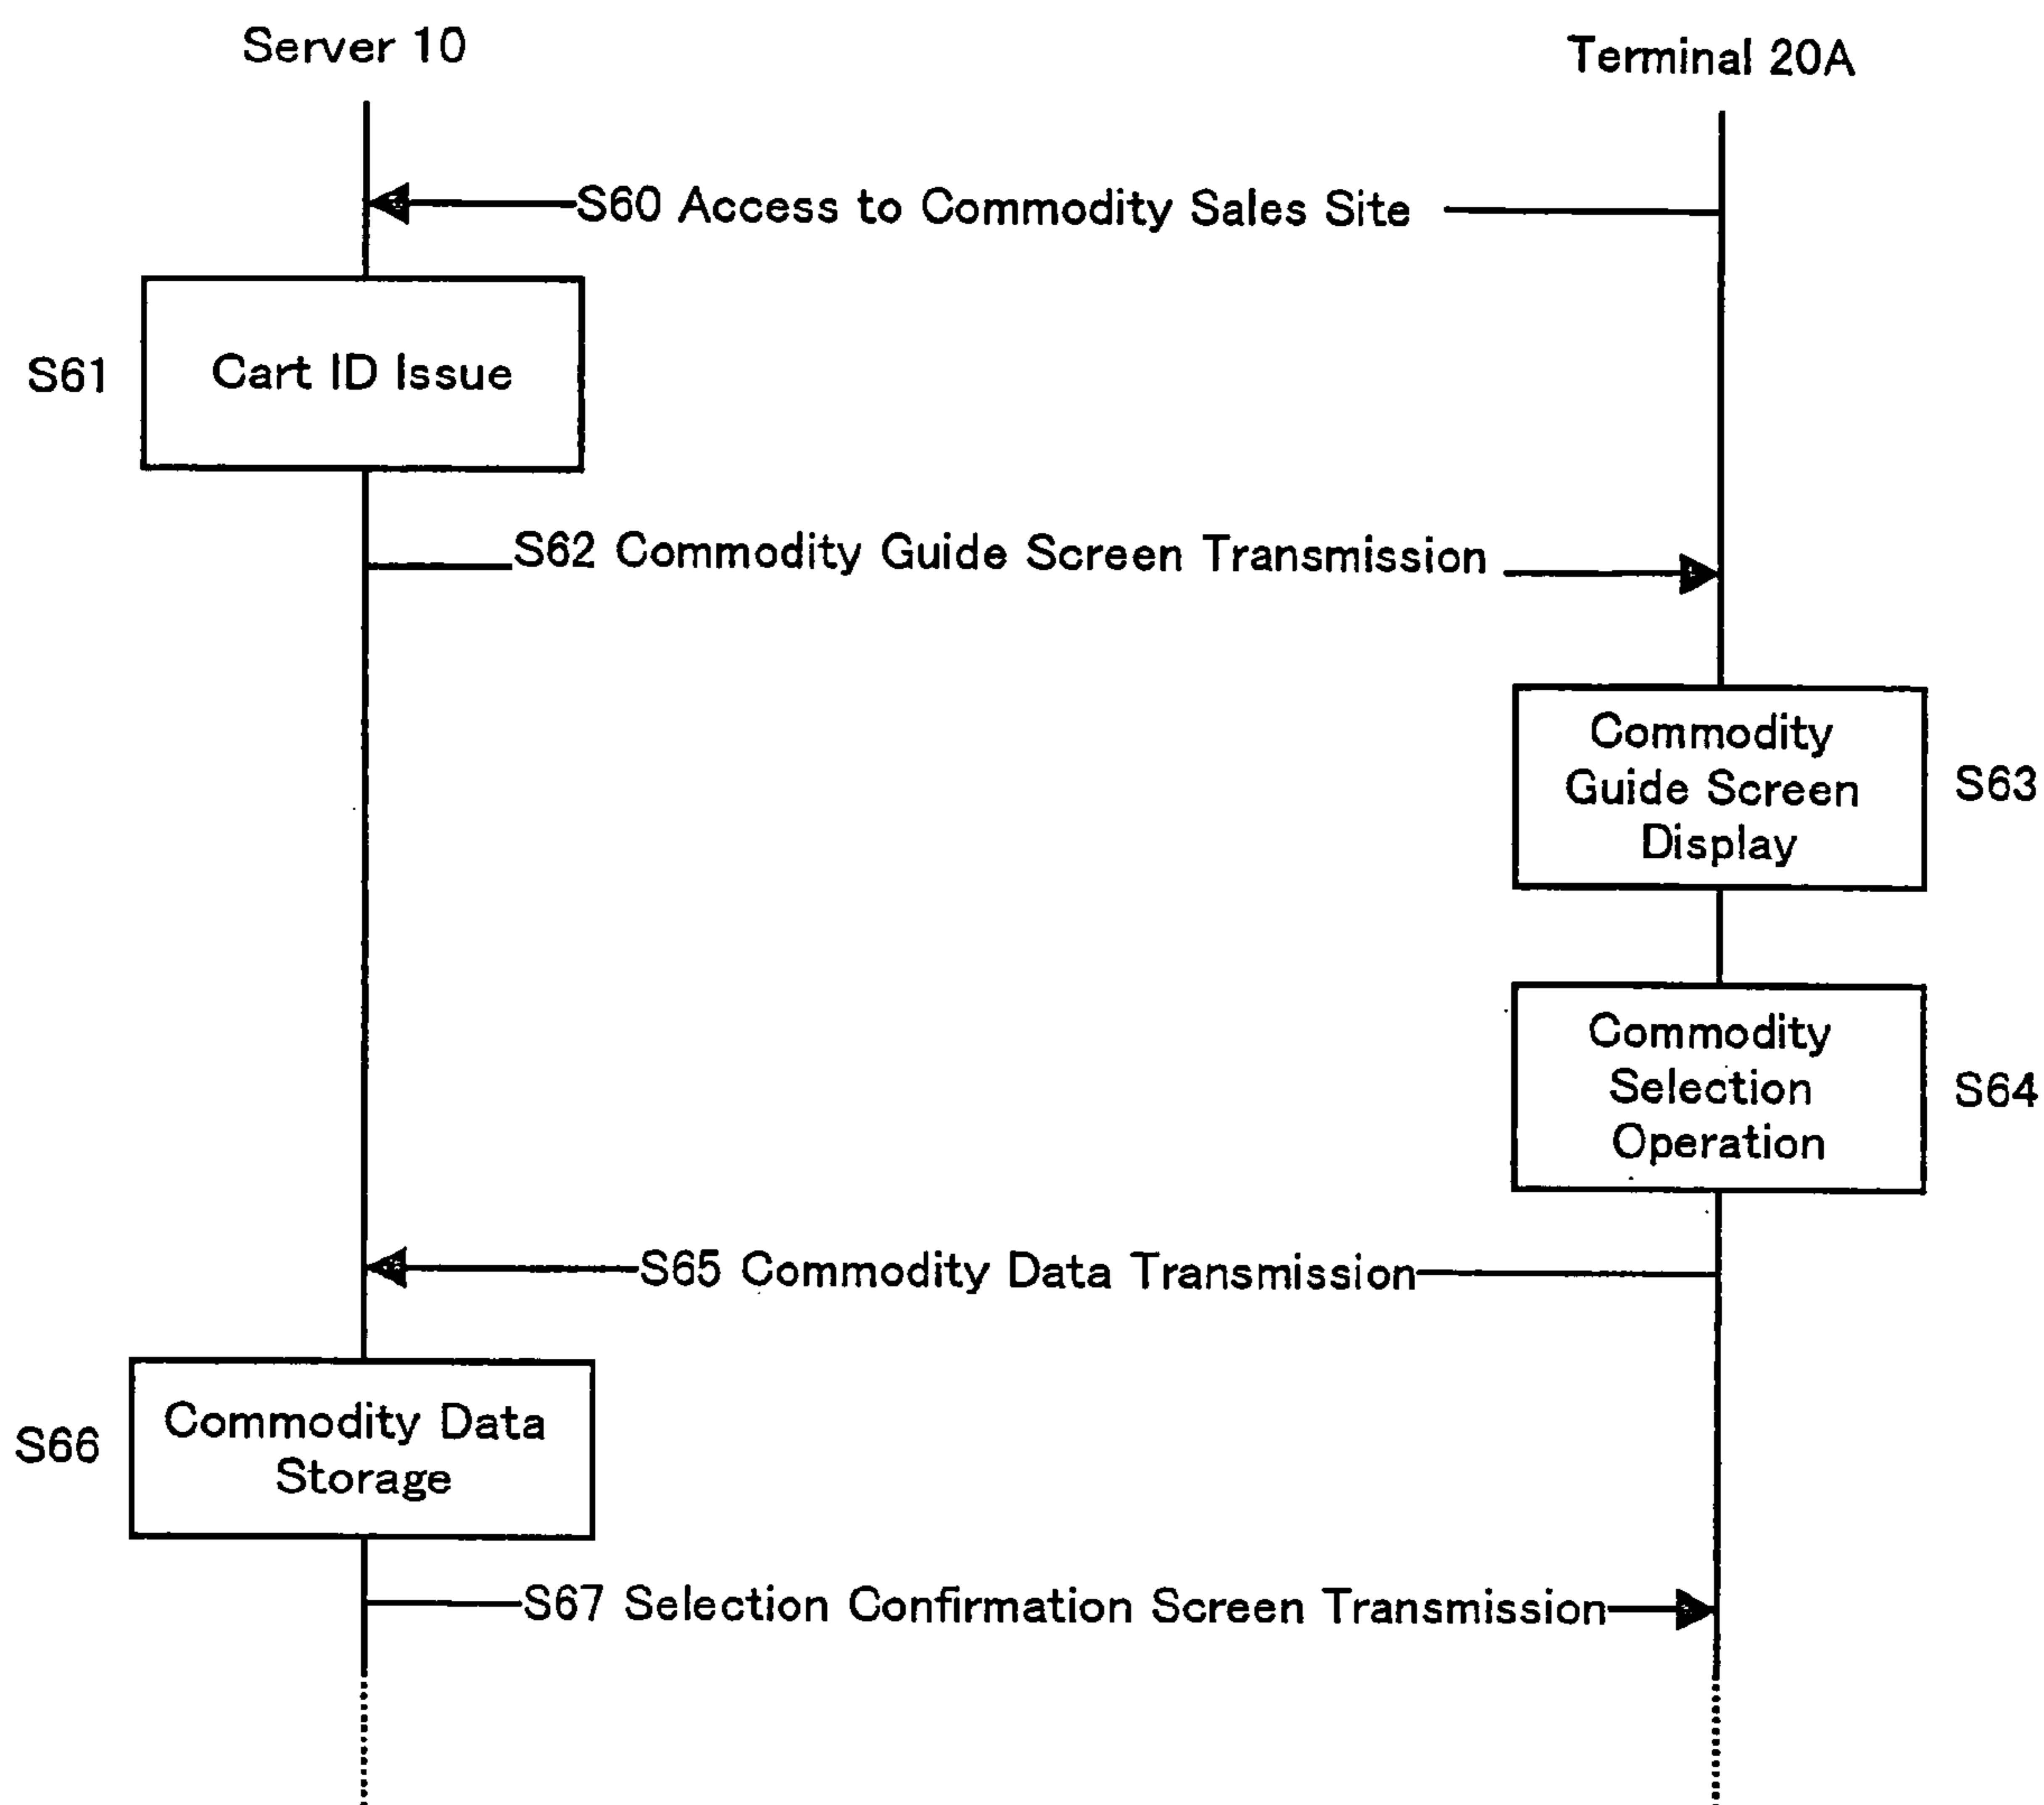 Server 10
Terminal 20A
S60 Access to Commodity Sales Site
S61
Cart ID Issue
S62 Commodity Guide Screen Transmission
Commodity
Guide Screen
Display
S63
Commodity
Selection
Operation
S64
S65 Commodity Data Transmission
S66
Commodity Data
Storage
S67 Selection Confirmation Screen Transmission